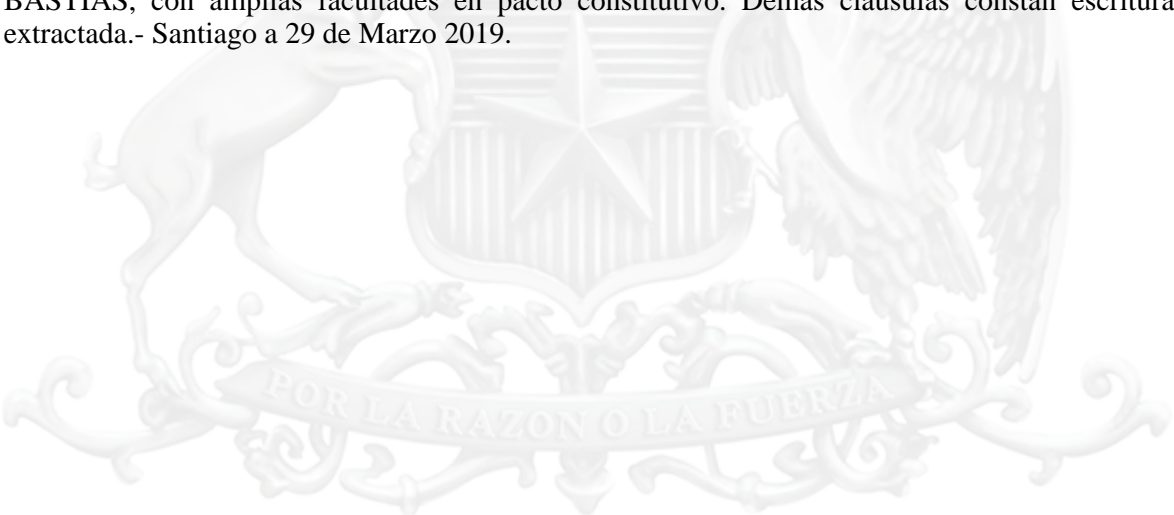 BASTIAS, con amplias facultades en pacto constitutivo. Demás cláusulas constan escritura
extractada.- Santiago a 29 de Marzo 2019.
POR LA RAZON O LA FUERZA